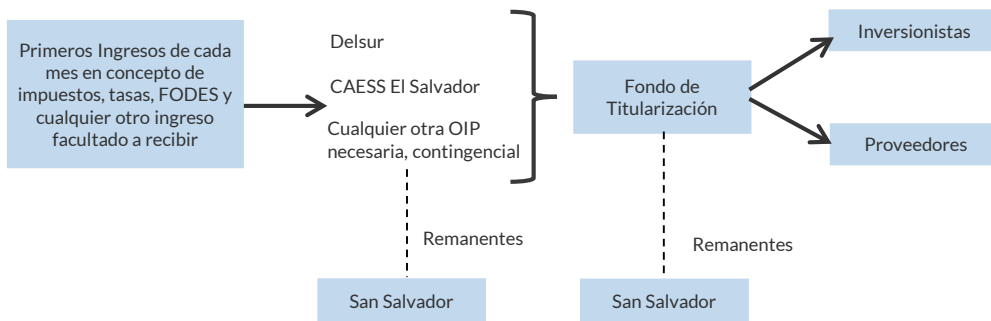 Primeros Ingresos de cada
mes en concepto de
impuestos, tasas, FODES y
cualquier otro ingreso
facultado a recibir
Delsur
CAESS El Salvador
Cualquier otra OIP
necesaria, contingencial
Fondo de
Titularización
Inversionistas
Proveedores
Remanentes
Remanentes
San Salvador
San Salvador